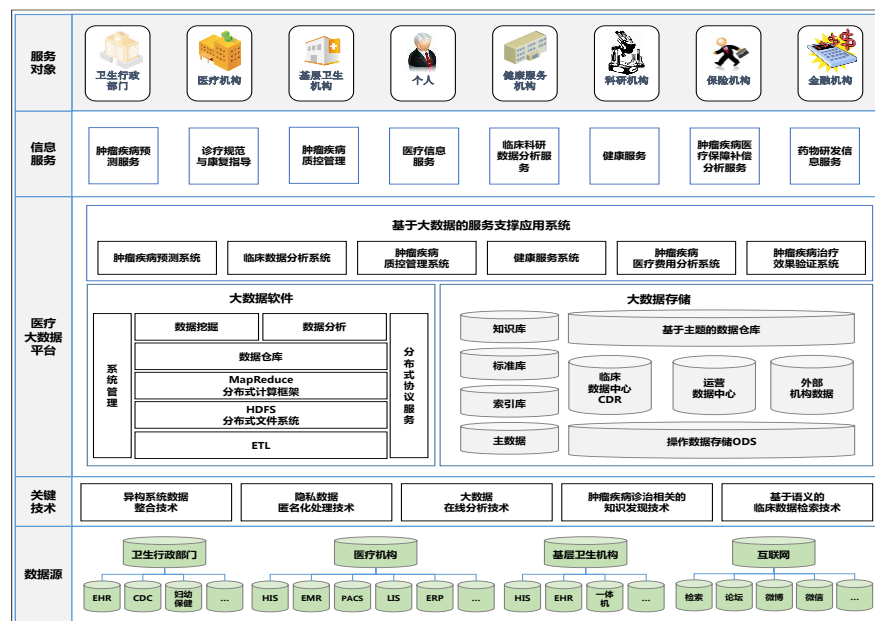 服务
对象
卫生行政
部门
医疗机构
基层卫生
机构
个人
健康服务
机构
科研机构
保险机构
金融机构
信息
服务
肿瘤疾病预
测服务
诊疗规范
与康复指导
肿瘤疾病
质控管理
医疗信息
服务
临床科研
数据分析服
务
健康服务
肿瘤疾病医
疗保障补偿
分析服务
药物研发信
息服务
医疗
大数据
平台
基于大数据的服务支撑应用系统
肿瘤疾病预测系统
临床数据分析系统
肿瘤疾病
质控管理系统
健康服务系统
肿瘤疾病
医疗费用分析系统
肿瘤疾病治疗
效果验证系统
大数据软件
系统管理
数据挖掘
数据分析
数据仓库
MapReduce
分布式计算框架
HDFS
分布式文件系统
ETL
分布式协议服务
大数据存储
知识库
标准库
索引库
主数据
基于主题的数据仓库
临床
数据中心
CDR
运营
数据中心
外部
机构数据
操作数据存储ODS
关键
技术
异构系统数据
整合技术
隐私数据
匿名化处理技术
大数据
在线分析技术
肿瘤疾病诊治相关的
知识发现技术
基于语义的
临床数据检索技术
数据源
卫生行政部门
EHR
CDC
妇幼
保健
...
医疗机构
HIS
EMR
PACS
LIS
ERP
...
基层卫生机构
HIS
EHR
一体
机
...
互联网
检索
论坛
微博
微信
...